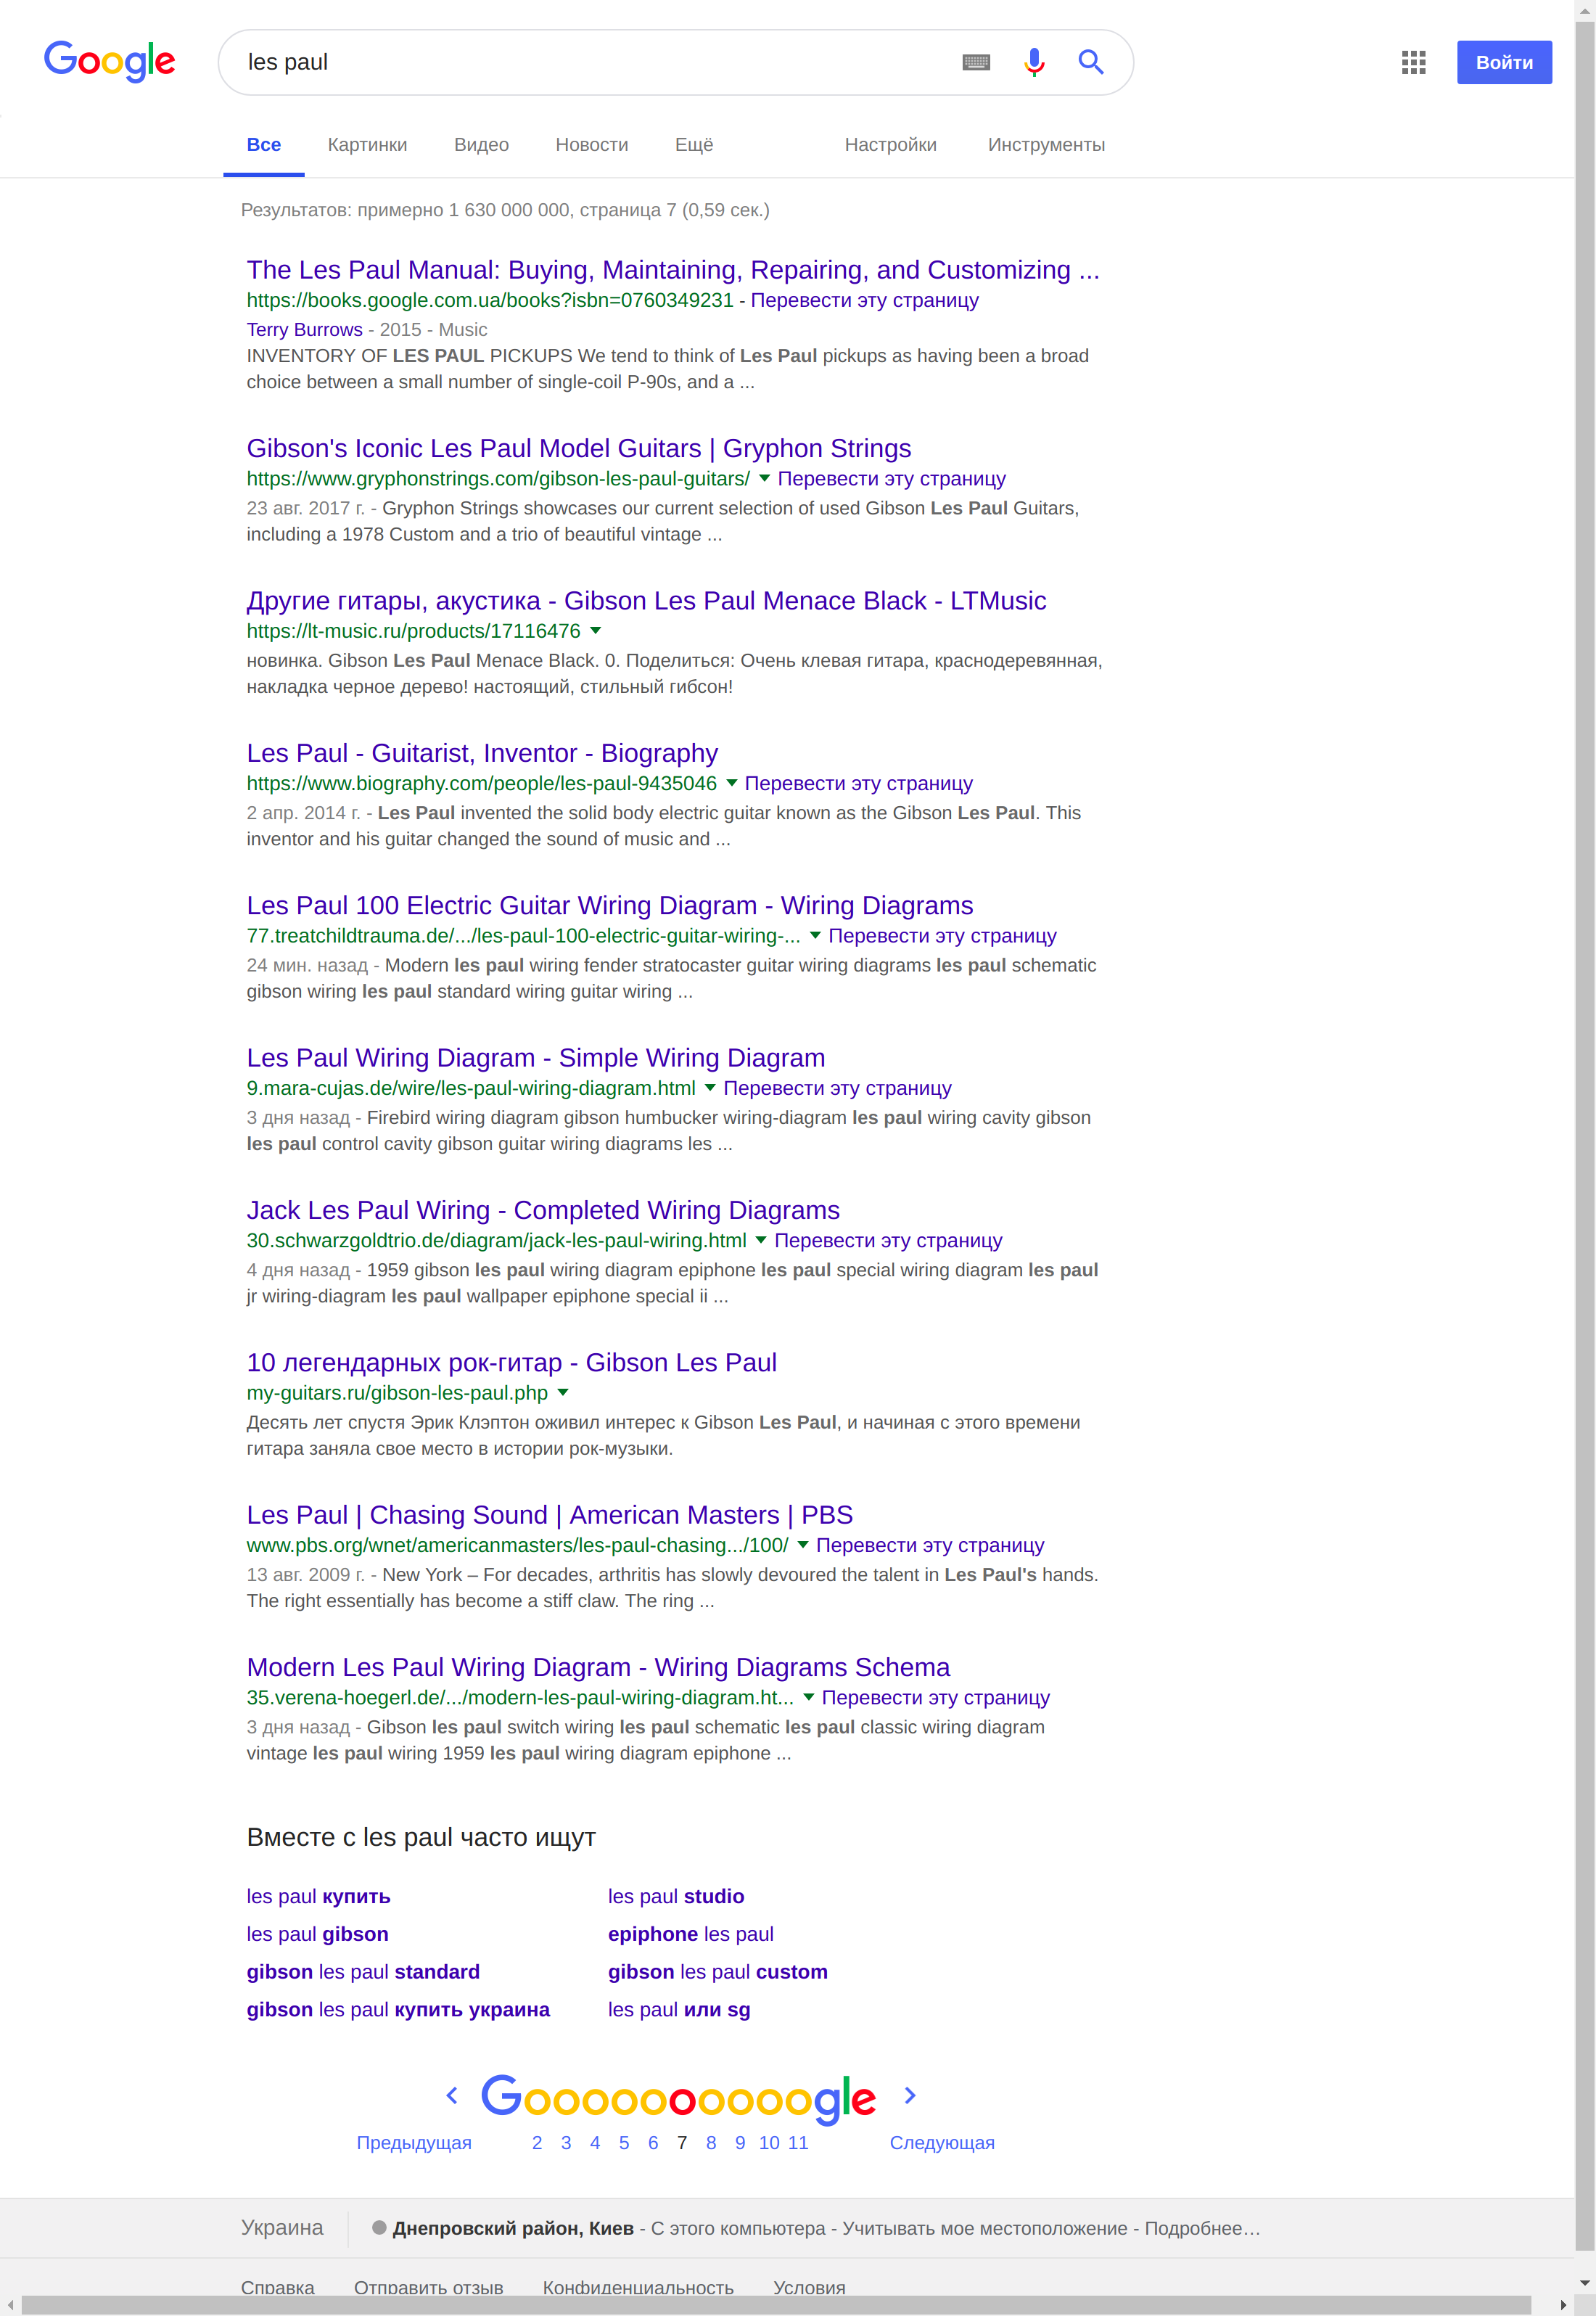 Google
les paul
Войти
Все Картинки Видео Новости Ещё Настройки Инструменты
Результатов: примерно 1 630 000 000, страница 7 (0,59 сек.)
The Les Paul Manual: Buying, Maintaining, Repairing, and Customizing ...
https://books.google.com.ua/books?isbn=0760349231 - Перевести эту страницу
Terry Burrows - 2015 - Music
INVENTORY OF LES PAUL PICKUPS We tend to think of Les Paul pickups as having been a broad
choice between a small number of single-coil P-90s, and a ...
Gibson's Iconic Les Paul Model Guitars | Gryphon Strings
https://www.gryphonstrings.com/gibson-les-paul-guitars/ Перевести эту страницу
23 авг. 2017 г. - Gryphon Strings showcases our current selection of used Gibson Les Paul Guitars,
including a 1978 Custom and a trio of beautiful vintage ...
Другие гитары, акустика - Gibson Les Paul Menace Black - LTMusic
https://lt-music.ru/products/17116476
новинка. Gibson Les Paul Menace Black. 0. Поделиться: Очень клевая гитара, краснодеревянная,
накладка черное дерево! настоящий, стильный гибсон!
Les Paul - Guitarist, Inventor - Biography
https://www.biography.com/people/les-paul-9435046 Перевести эту страницу
2 апр. 2014 г. - Les Paul invented the solid body electric guitar known as the Gibson Les Paul. This
inventor and his guitar changed the sound of music and ...
Les Paul 100 Electric Guitar Wiring Diagram - Wiring Diagrams
77.treatchildtrauma.de/.../les-paul-100-electric-guitar-wiring-... Перевести эту страницу
24 мин. назад - Modern les paul wiring fender stratocaster guitar wiring diagrams les paul schematic
gibson wiring les paul standard wiring guitar wiring ...
Les Paul Wiring Diagram - Simple Wiring Diagram
9.mara-cujas.de/wire/les-paul-wiring-diagram.html Перевести эту страницу
3 дня назад - Firebird wiring diagram gibson humbucker wiring-diagram les paul wiring cavity gibson
les paul control cavity gibson guitar wiring diagrams les ...
Jack Les Paul Wiring - Completed Wiring Diagrams
30.schwarzgoldtrio.de/diagram/jack-les-paul-wiring.html Перевести эту страницу
4 дня назад - 1959 gibson les paul wiring diagram epiphone les paul special wiring diagram les paul
jr wiring-diagram les paul wallpaper epiphone special ii ...
10 легендарных рок-гитар - Gibson Les Paul
my-guitars.ru/gibson-les-paul.php
Десять лет спустя Эрик Клэптон оживил интерес к Gibson Les Paul, и начиная с этого времени
гитара заняла свое место в истории рок-музыки.
Les Paul | Chasing Sound | American Masters | PBS
www.pbs.org/wnet/americanmasters/les-paul-chasing.../100/ Перевести эту страницу
13 авг. 2009 г. - New York – For decades, arthritis has slowly devoured the talent in Les Paul's hands.
The right essentially has become a stiff claw. The ring ...
Modern Les Paul Wiring Diagram - Wiring Diagrams Schema
35.verena-hoegerl.de/.../modern-les-paul-wiring-diagram.ht... Перевести эту страницу
3 дня назад - Gibson les paul switch wiring les paul schematic les paul classic wiring diagram
vintage les paul wiring 1959 les paul wiring diagram epiphone ...
Вместе с les paul часто ищут
les paul купить les paul studio
les paul gibson epiphone les paul
gibson les paul standard gibson les paul custom
gibson les paul купить украина les paul или sg
Goooooooooogle
Предыдущая 2 3 4 5 6 7 8 9 10 11 Следующая
Украина Днепровский район, Киев - С этого компьютера - Учитывать мое местоположение - Подробнее…
Справка Отправить отзыв Конфиденциальность Условия